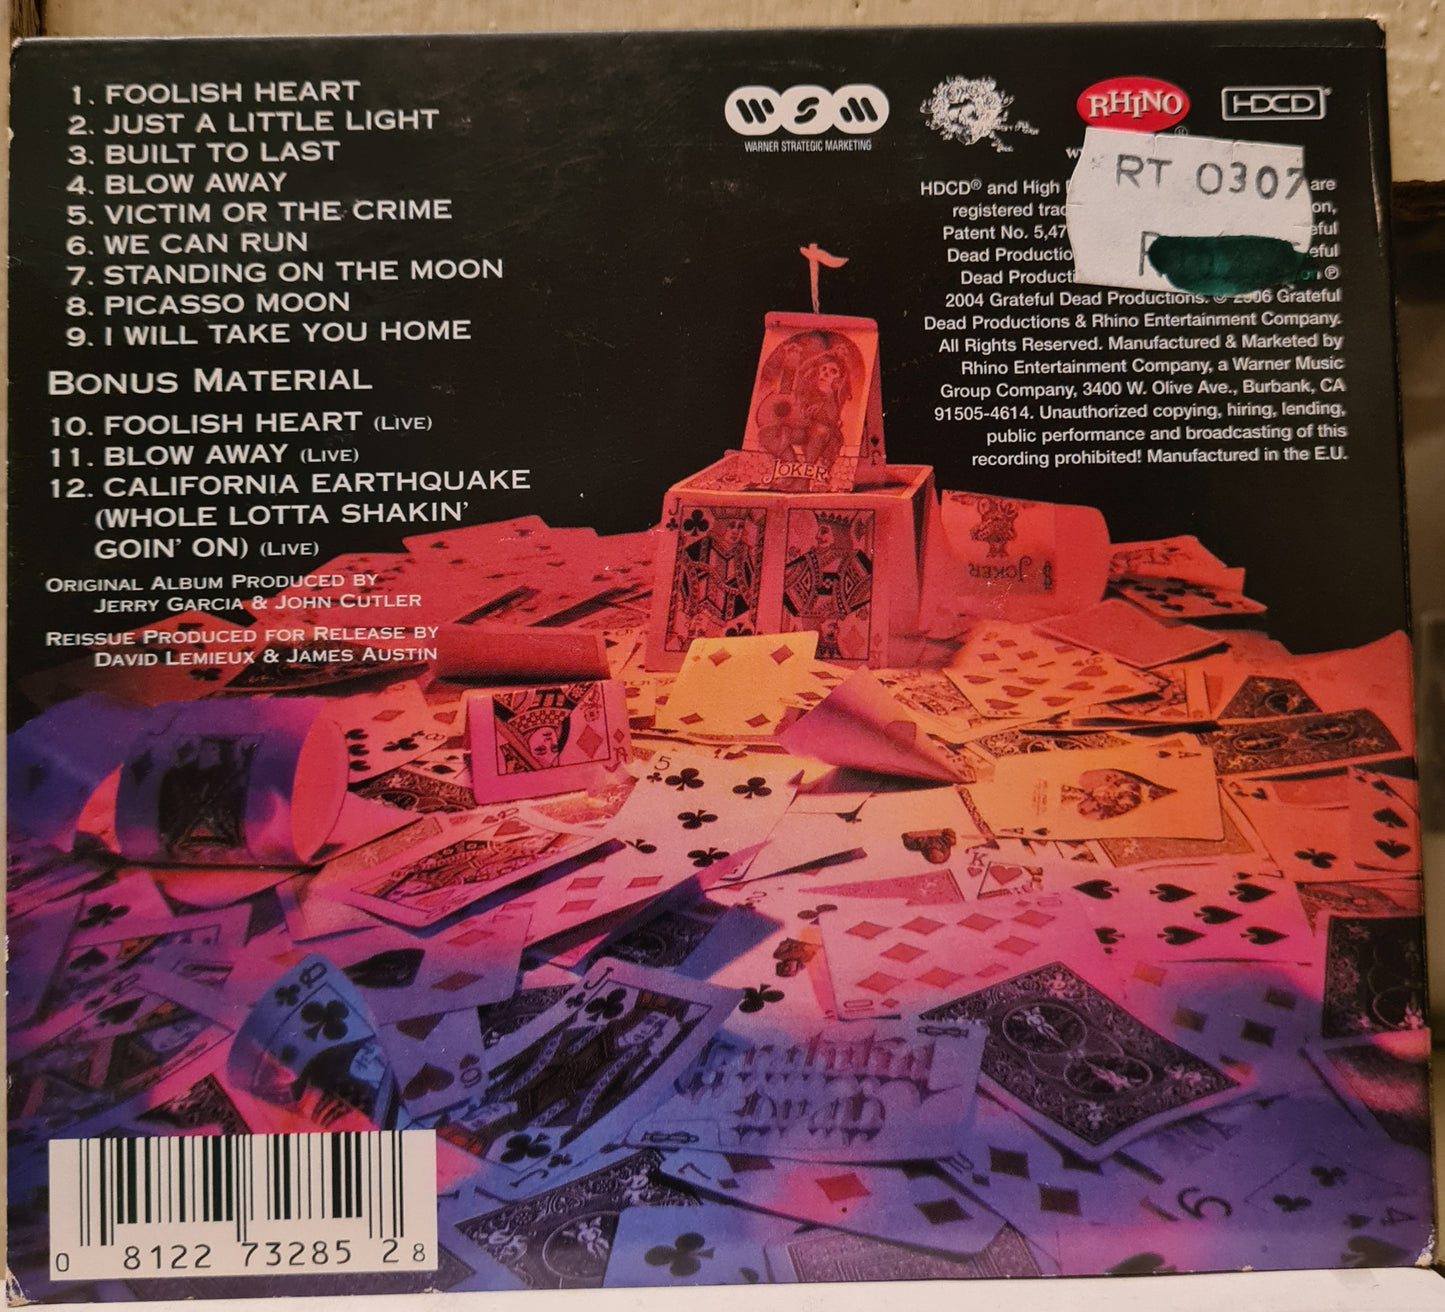 1. FOOLISH HEART
2. JUST A LITTLE LIGHT
3. BUILT TO LAST
4. BLOW AWAY
5. VICTIM OR THE CRIME
6. WE CAN RUN
7. STANDING ON THE MOON
8. PICASSO MOON
9. I WILL TAKE YOU HOME
BONUS MATERIAL
10. FOOLISH HEART (LIVE)
11. BLOW AWAY (LIVE)
12. CALIFORNIA EARTHQUAKE
(WHOLE LOTTA SHAKIN'
GOIN' ON) (LIVE)
ORIGINAL ALBUM PRODUCED BY
JERRY GARCIA & JOHN CUTLER
REISSUE PRODUCED FOR RELEASE BY
DAVID LEMIEUX & JAMES AUSTIN
WSM
WARNER STRATEGIC MARKETING
RHINO
HDCD
RT 0307
HDCD® and High are
registered on,
Patent No. 5,47
Dead
Dead ℗
2004 Grateful Dead Productions. © 2006 Grateful
Dead Productions & Rhino Entertainment Company.
All Rights Reserved. Manufactured & Marketed by
Rhino Entertainment Company, a Warner Music
Group Company, 3400 W. Olive Ave., Burbank, CA
91505-4614. Unauthorized copying, hiring, lending,
public performance and broadcasting of this
recording prohibited! Manufactured in the E.U.
JOKER
JOKER
Grateful
Dead
0 8122 73285 2 8